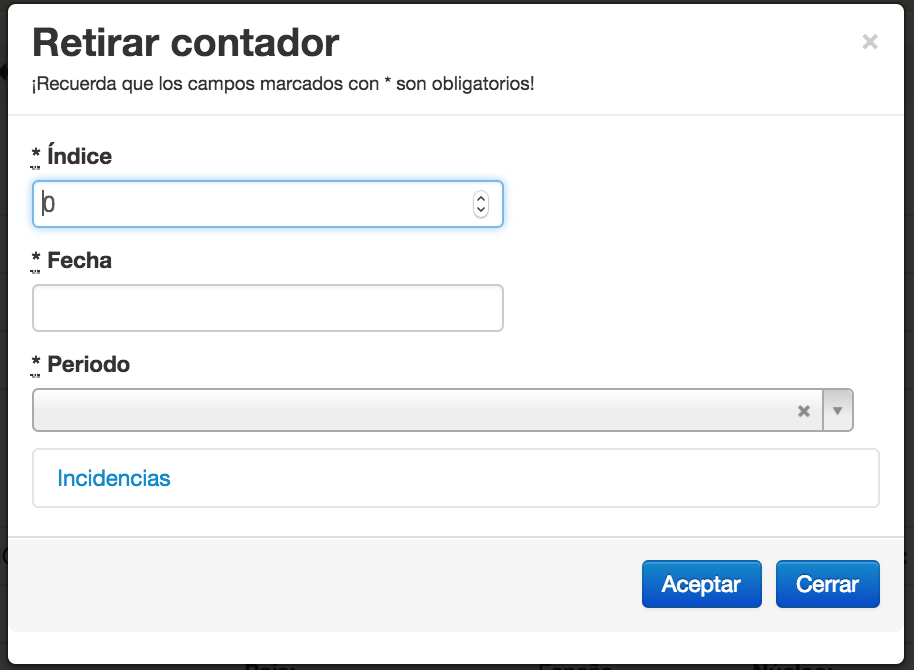 Retirar contador
×
¡Recuerda que los campos marcados con * son obligatorios!
* Índice
0
* Fecha
* Periodo
Incidencias
Aceptar
Cerrar